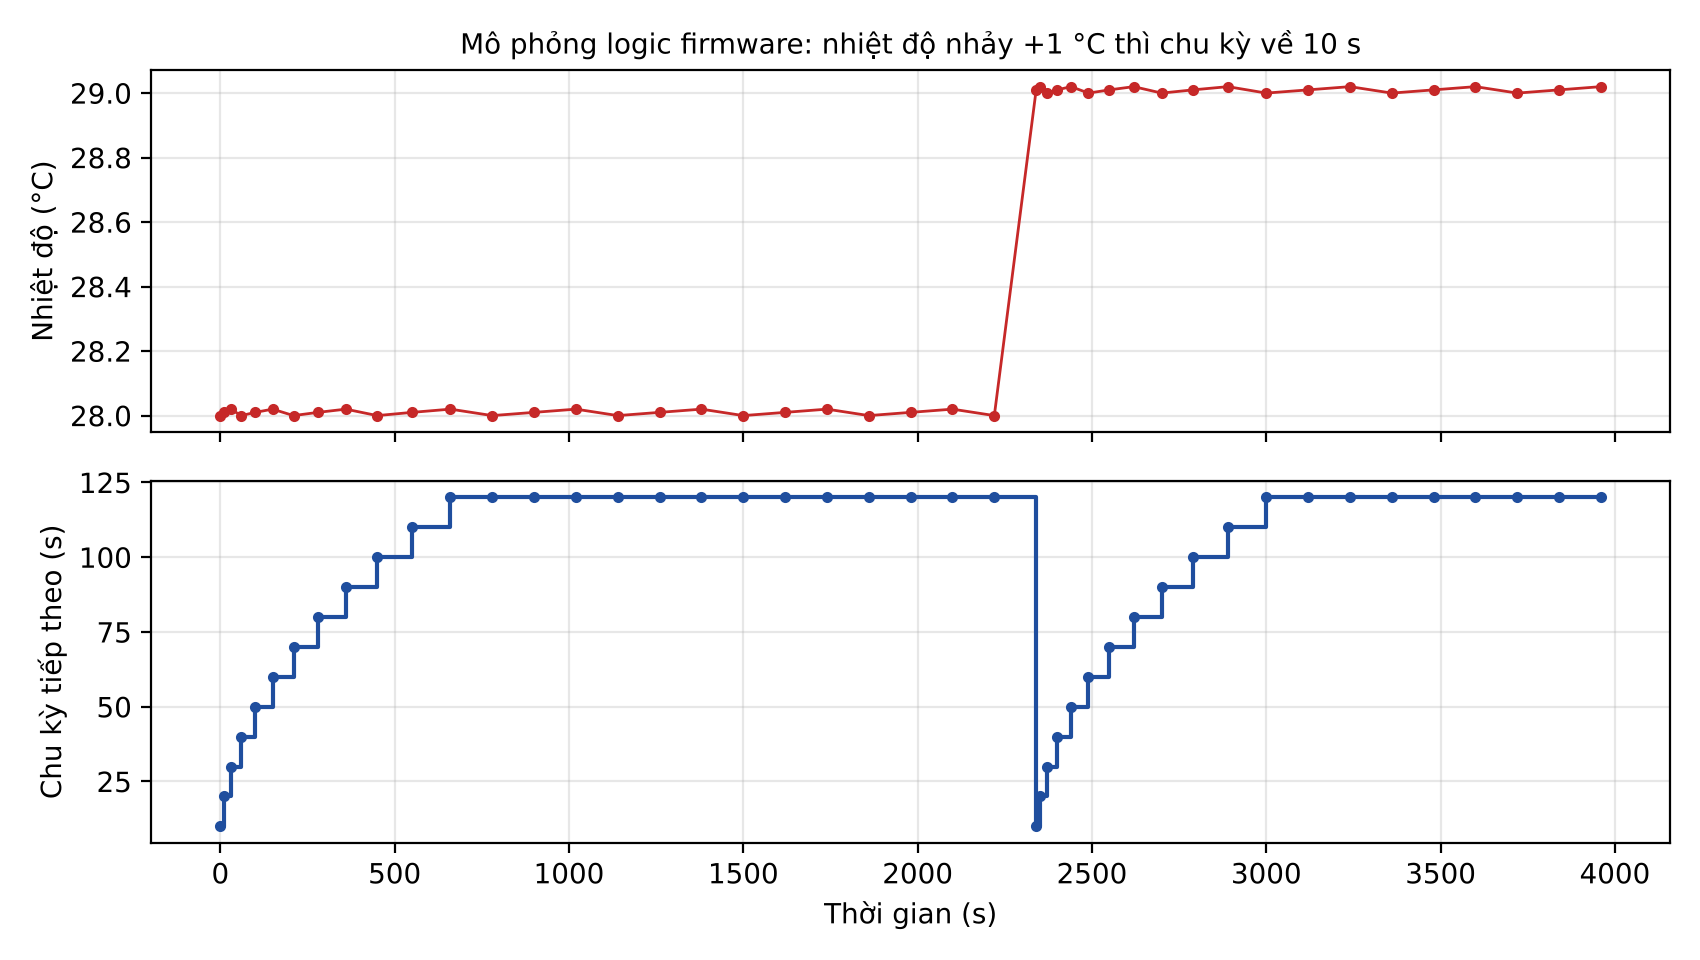 Mô phỏng logic firmware: nhiệt độ nhảy +1 °C thì chu kỳ về 10 s
Nhiệt độ (°C)
29.0
28.8
28.6
28.4
28.2
28.0
Chu kỳ tiếp theo (s)
125
100
75
50
25
0 500 1000 1500 2000 2500 3000 3500 4000
Thời gian (s)